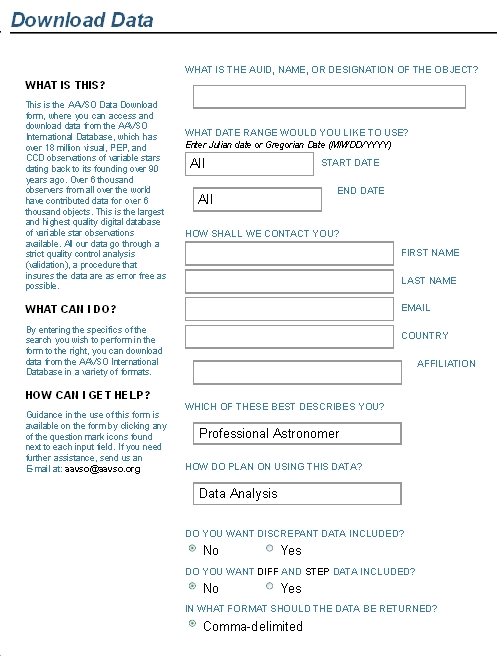 Download Data
WHAT IS THIS?
This is the AAVSO Data Download
form, where you can access and
download data from the AAVSO
International Database, which has
over 18 million visual, PEP, and
CCD observations of variable stars
dating back to its founding over 90
years ago. Over 6 thousand
observers from all over the world
have contributed data for over 6
thousand objects. This is the largest
and highest quality digital database
of variable star observations
available. All our data go through a
strict quality control analysis
(validation), a procedure that
insures the data are as error free as
possible.
WHAT CAN I DO?
By entering the specifics of the
search you wish to perform in the
form to the right, you can download
data from the AAVSO International
Database in a variety of formats.
HOW CAN I GET HELP?
Guidance in the use of this form is
available on the form by clicking any
of the question mark icons found
next to each input field. If you need
further assistance, send us an
E-mail at: aavso@aavso.org
WHAT IS THE AUID, NAME, OR DESIGNATION OF THE OBJECT?
WHAT DATE RANGE WOULD YOU LIKE TO USE?
Enter Julian date or Gregorian Date (MM/DD/YYYY)
All START DATE
All END DATE
HOW SHALL WE CONTACT YOU?
FIRST NAME
LAST NAME
EMAIL
COUNTRY
AFFILIATION
WHICH OF THESE BEST DESCRIBES YOU?
Professional Astronomer
HOW DO PLAN ON USING THIS DATA?
Data Analysis
DO YOU WANT DISCREPANT DATA INCLUDED?
No Yes
DO YOU WANT DIFF AND STEP DATA INCLUDED?
No Yes
IN WHAT FORMAT SHOULD THE DATA BE RETURNED?
Comma-delimited